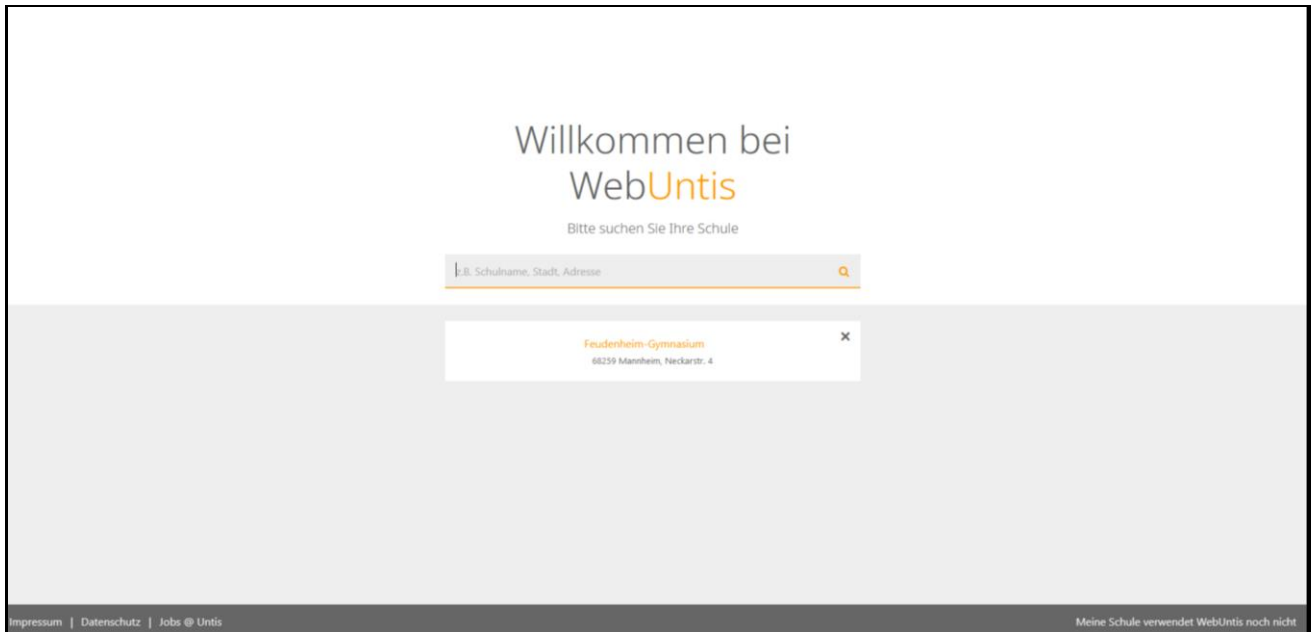 Willkommen bei
WebUntis
Bitte suchen Sie Ihre Schule
z.B. Schulname, Stadt, Adresse
Feudenheim-Gymnasium
68259 Mannheim, Neckarstr. 4
Impressum | Datenschutz | Jobs @ Untis
Meine Schule verwendet WebUntis noch nicht